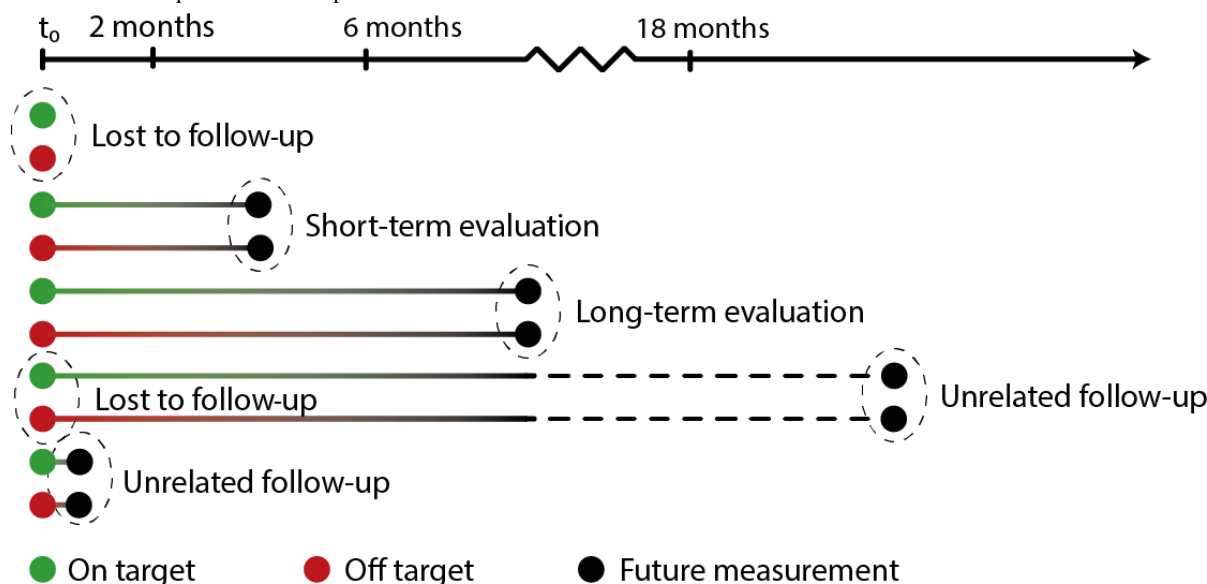 t₀ 2 months 6 months 18 months
Lost to follow-up
Short-term evaluation
Long-term evaluation
Lost to follow-up
Unrelated follow-up
Unrelated follow-up
On target Off target Future measurement